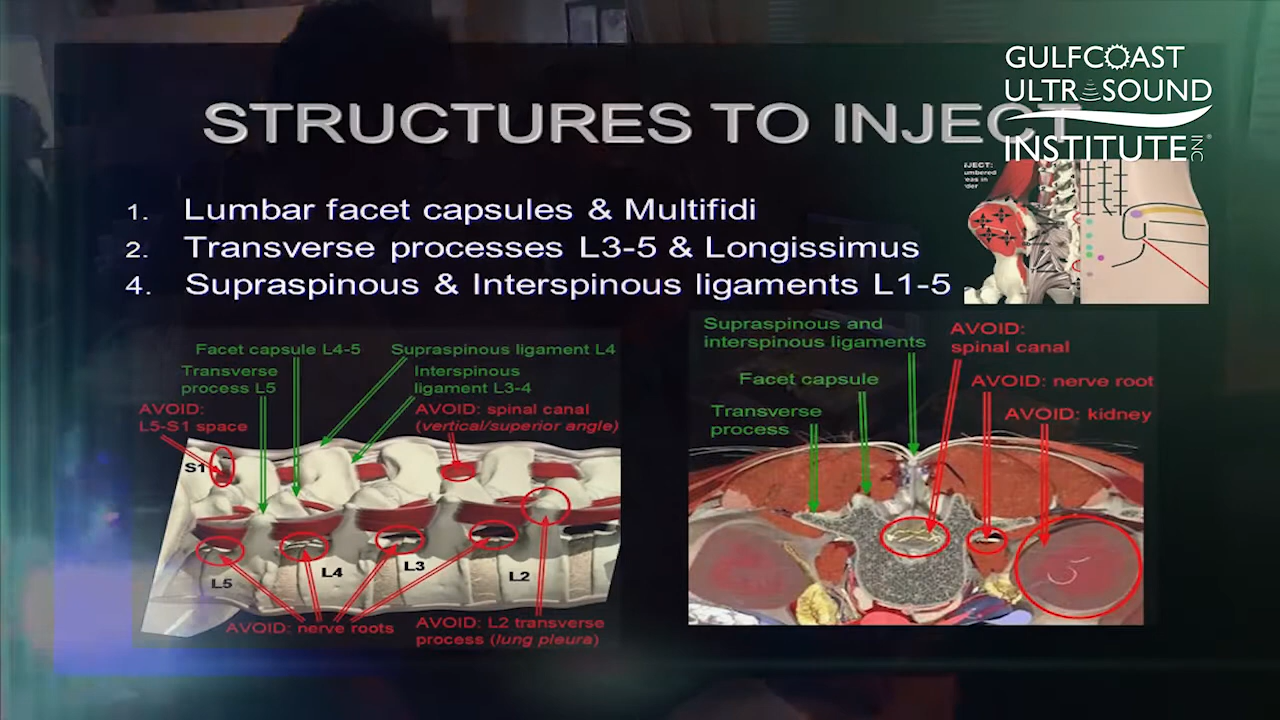 GULFCOAST
ULTRASOUND
INSTITUTE INC
STRUCTURES TO INJECT
1. Lumbar facet capsules & Multifidi
2. Transverse processes L3-5 & Longissimus
4. Supraspinous & Interspinous ligaments L1-5
Facet capsule L4-5
Supraspinous ligament L4
Transverse
process L5
Interspinous
ligament L3-4
AVOID:
L5-S1 space
AVOID: spinal canal
(vertical/superior angle)
S1
L5
L4
L3
L2
AVOID: nerve roots
AVOID: L2 transverse
process (lung pleura)
Supraspinous and
interspinous ligaments
AVOID:
spinal canal
Facet capsule
AVOID: nerve root
Transverse
process
AVOID: kidney